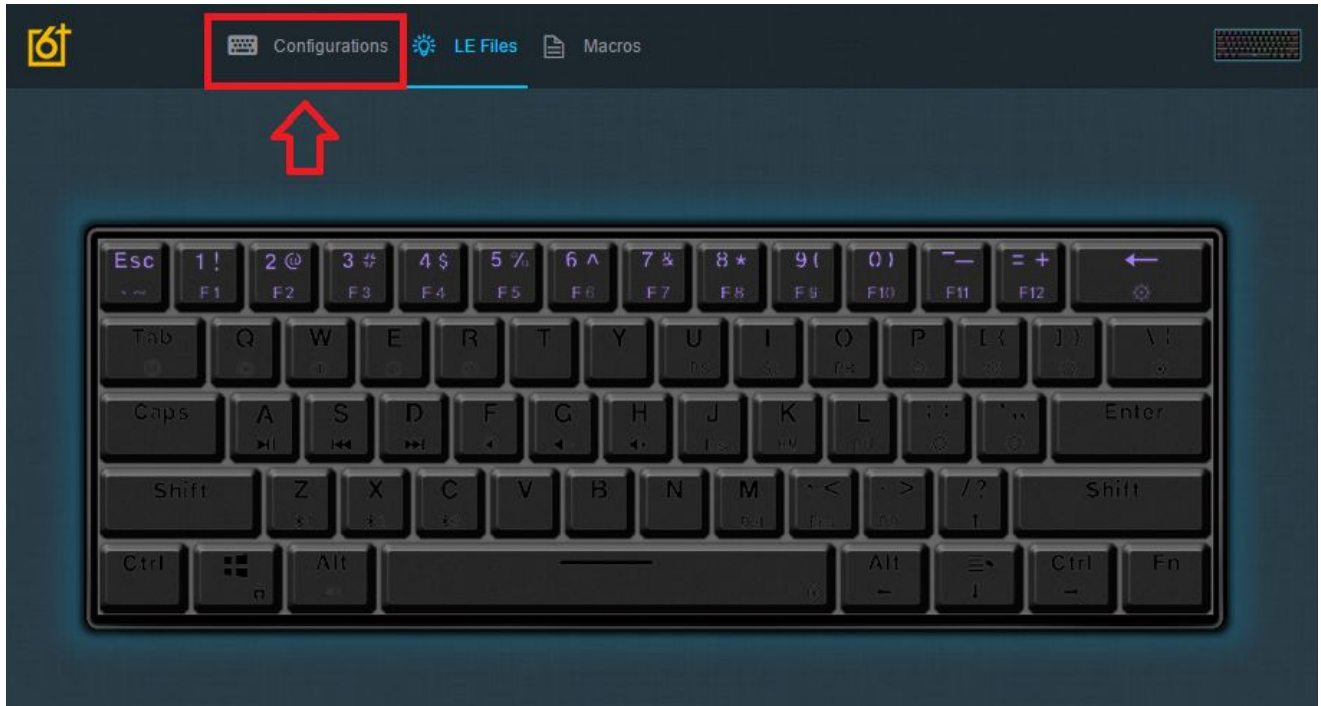 6+
Configurations LE Files Macros
Esc 1 ! 2 @ 3 # 4 $ 5 % 6 ^ 7 & 8 * 9 ( 0 ) - — = + ←
` ~ F1 F2 F3 F4 F5 F6 F7 F8 F9 F10 F11 F12
Tab Q W E R T Y U I O P [ { ] } \ |
Caps A S D F G H J K L ; : ' " Enter
Shift Z X C V B N M , < . > / ? Shift
Ctrl Alt Alt Ctrl Fn